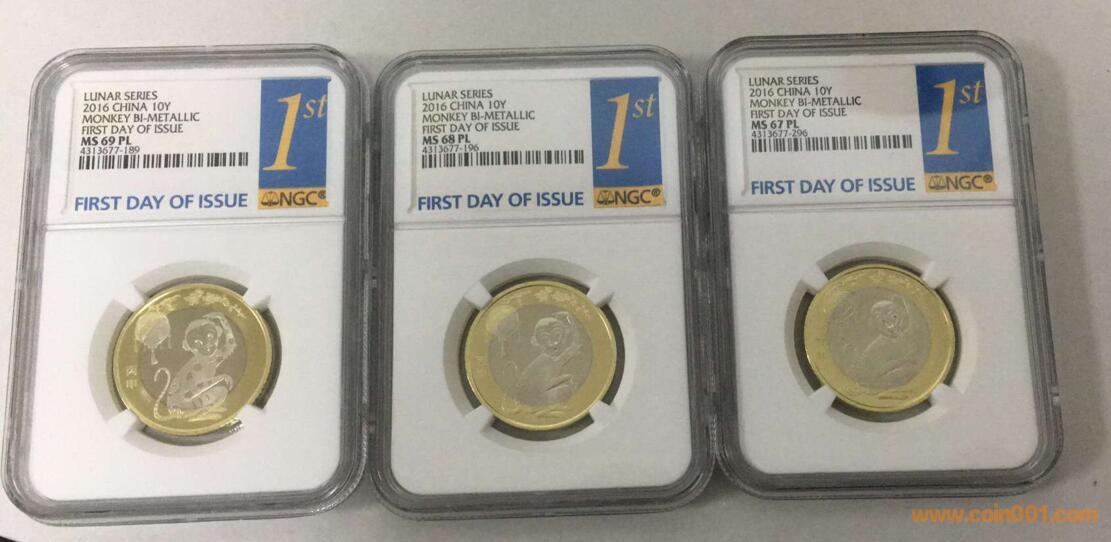 LUNAR SERIES
2016 CHINA 10Y
MONKEY BI-METALLIC
FIRST DAY OF ISSUE
MS 69 PL
4313677-189
1st
FIRST DAY OF ISSUE
NGC®
丙申
LUNAR SERIES
2016 CHINA 10Y
MONKEY BI-METALLIC
FIRST DAY OF ISSUE
MS 68 PL
4313677-196
1st
FIRST DAY OF ISSUE
NGC®
LUNAR SERIES
2016 CHINA 10Y
MONKEY BI-METALLIC
FIRST DAY OF ISSUE
MS 67 PL
4313677-296
1st
FIRST DAY OF ISSUE
NGC®
www.coin001.com